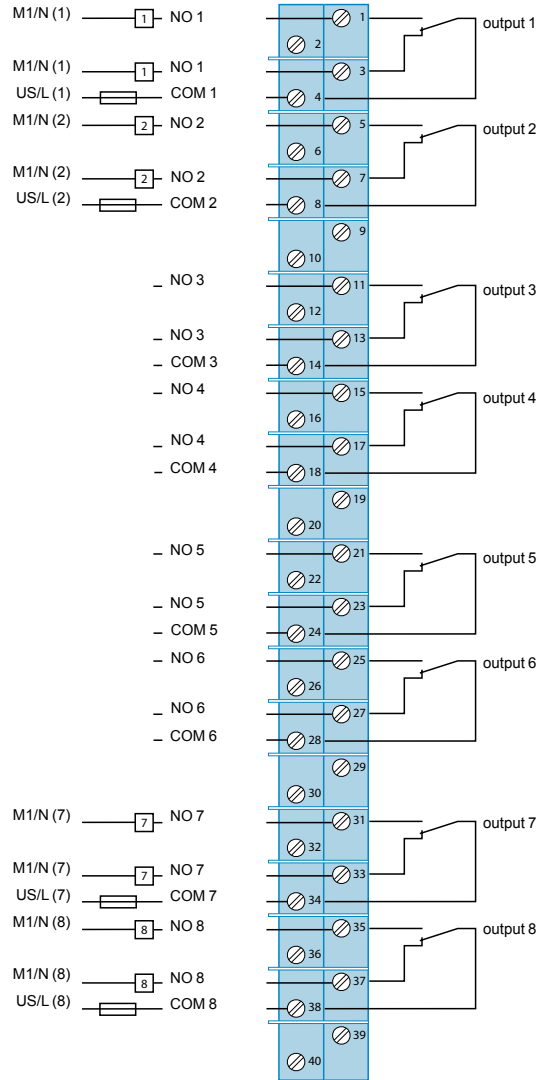 M1/N (1) 1 NO 1 1 output 1
2
M1/N (1) 1 NO 1 3
US/L (1) COM 1 4
M1/N (2) 2 NO 2 5 output 2
6
M1/N (2) 2 NO 2 7
US/L (2) COM 2 8
9
10
NO 3 11 output 3
12
NO 3 13
COM 3 14
NO 4 15 output 4
16
NO 4 17
COM 4 18
19
20
NO 5 21 output 5
22
NO 5 23
COM 5 24
NO 6 25 output 6
26
NO 6 27
COM 6 28
29
30
M1/N (7) 7 NO 7 31 output 7
32
M1/N (7) 7 NO 7 33
US/L (7) COM 7 34
M1/N (8) 8 NO 8 35 output 8
36
M1/N (8) 8 NO 8 37
US/L (8) COM 8 38
39
40